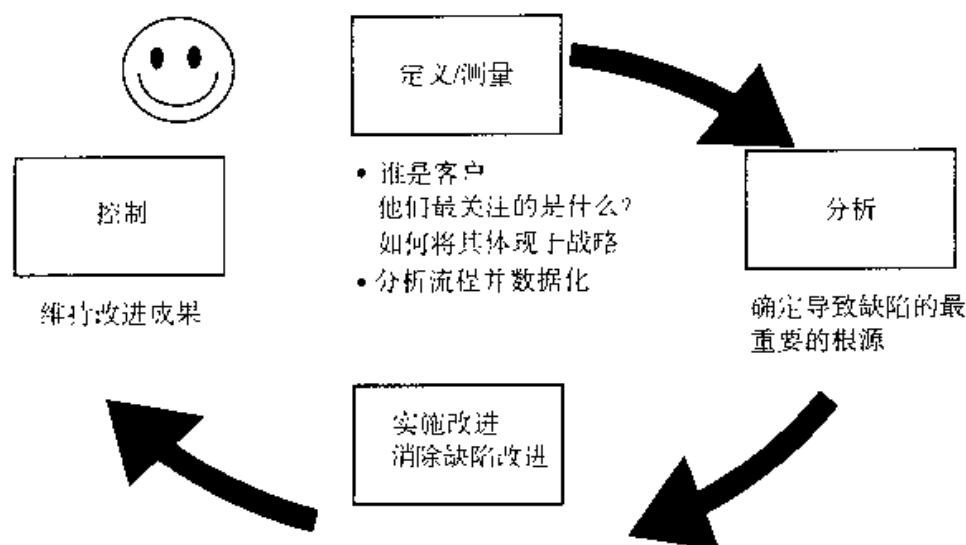 定义/测量
• 谁是客户
他们最关注的是什么?
如何将其体现于战略
• 分析流程并数据化
分析
确定导致缺陷的最
重要的根源
实施改进
消除缺陷改进
控制
维持改进成果